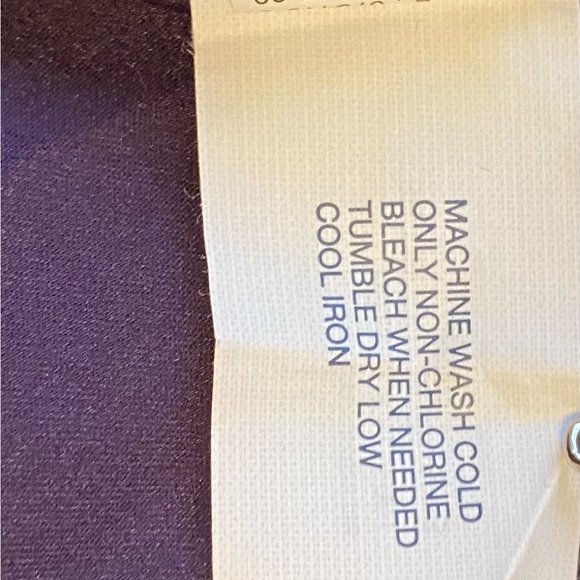 MACHINE WASH COLD
ONLY NON-CHLORINE
BLEACH WHEN NEEDED
TUMBLE DRY LOW
COOL IRON